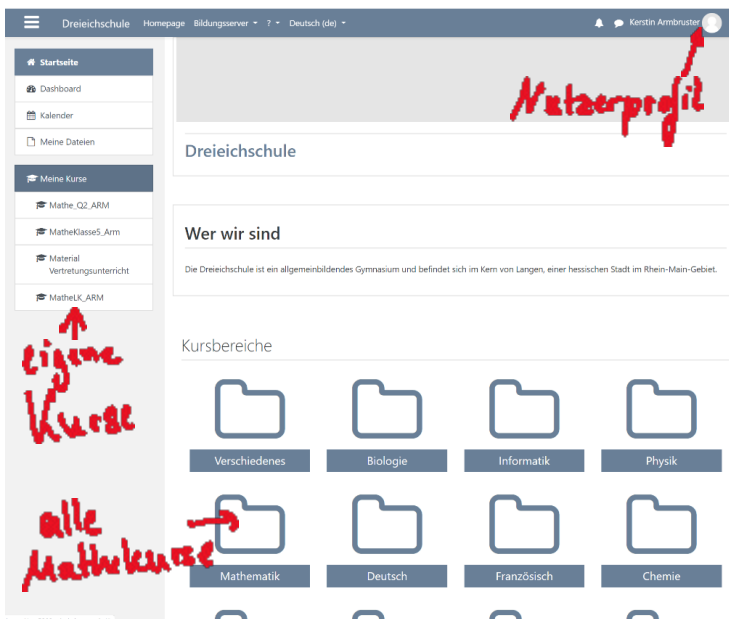 Dreieichschule Homepage Bildungsserver ? Deutsch (de) Kerstin Armbruster
Startseite
Dashboard
Kalender
Meine Dateien
Meine Kurse
Mathe_Q2_ARM
MatheKlasse5_Arm
Material
Vertretungsunterricht
MatheLK_ARM
eigene
Kurse
alle
Mathekurse
Nutzerprofil
Dreieichschule
Wer wir sind
Die Dreieichschule ist ein allgemeinbildendes Gymnasium und befindet sich im Kern von Langen, einer hessischen Stadt im Rhein-Main-Gebiet.
Kursbereiche
Verschiedenes Biologie Informatik Physik
Mathematik Deutsch Französisch Chemie